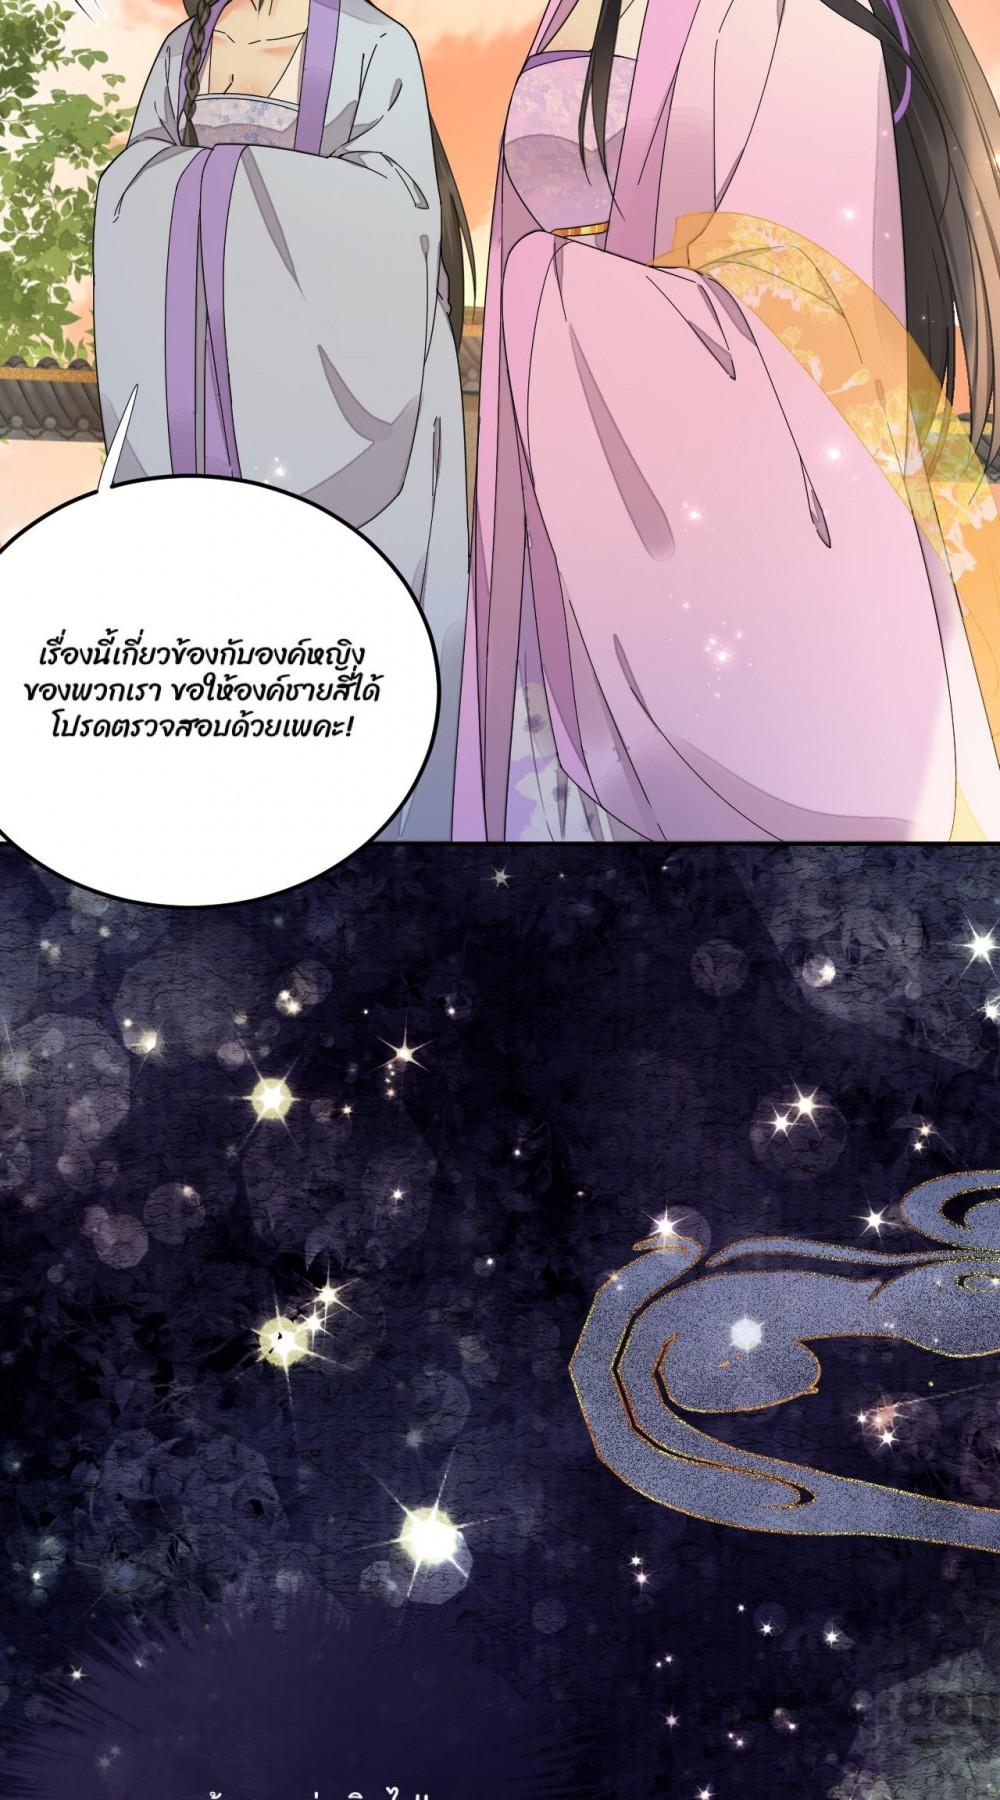 เรื่องนี้เกี่ยวข้องกับองค์หญิง
ของพวกเรา ขอให้องค์ชายสี่ได้
โปรดตรวจสอบด้วยเพคะ!